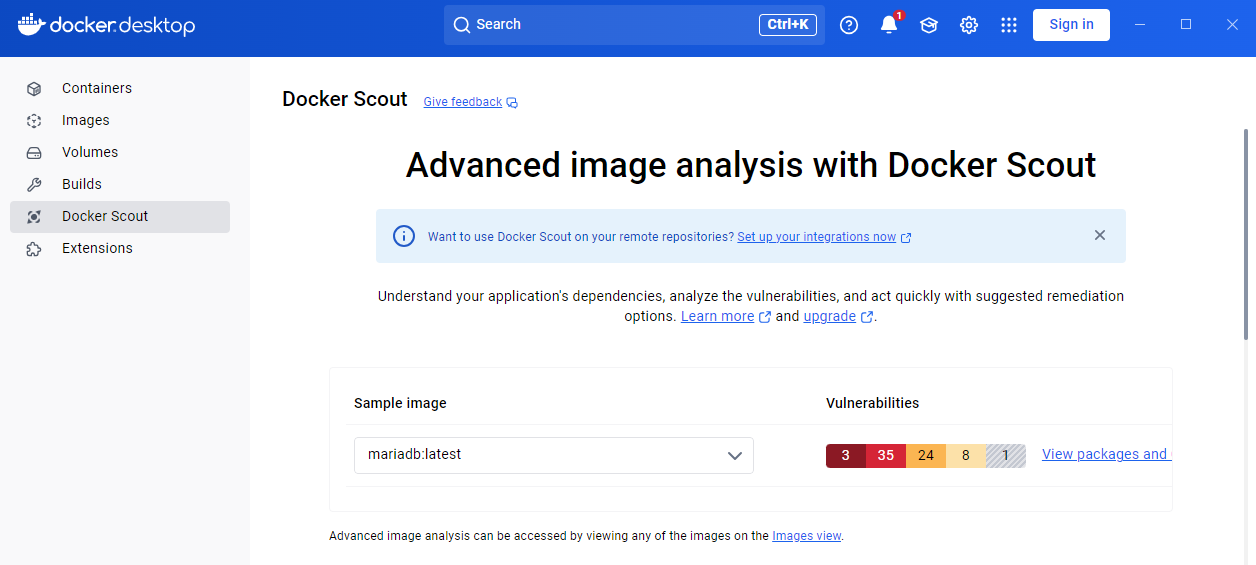 docker.desktop
Search
Ctrl+K
1
Sign in
Containers
Images
Volumes
Builds
Docker Scout
Extensions
Docker Scout
Give feedback
Advanced image analysis with Docker Scout
Want to use Docker Scout on your remote repositories? Set up your integrations now
Understand your application's dependencies, analyze the vulnerabilities, and act quickly with suggested remediation
options. Learn more and upgrade.
Sample image
Vulnerabilities
mariadb:latest
3 35 24 8 1
View packages and
Advanced image analysis can be accessed by viewing any of the images on the Images view.